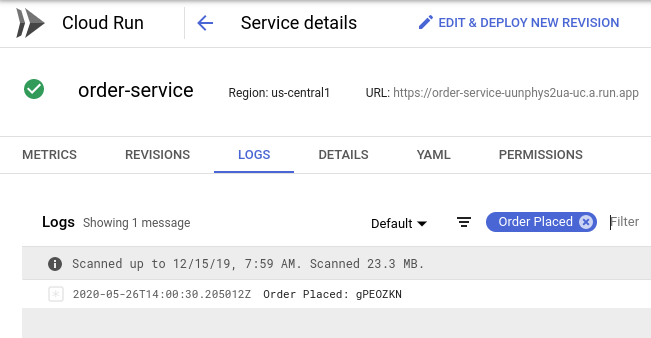 Cloud Run
Service details
EDIT & DEPLOY NEW REVISION
order-service
Region: us-central1
URL: https://order-service-uunphys2ua-uc.a.run.app
METRICS
REVISIONS
LOGS
DETAILS
YAML
PERMISSIONS
Logs
Showing 1 message
Default
Order Placed
Filter
Scanned up to 12/15/19, 7:59 AM. Scanned 23.3 MB.
2020-05-26T14:00:30.205012Z Order Placed: gPEOZKN